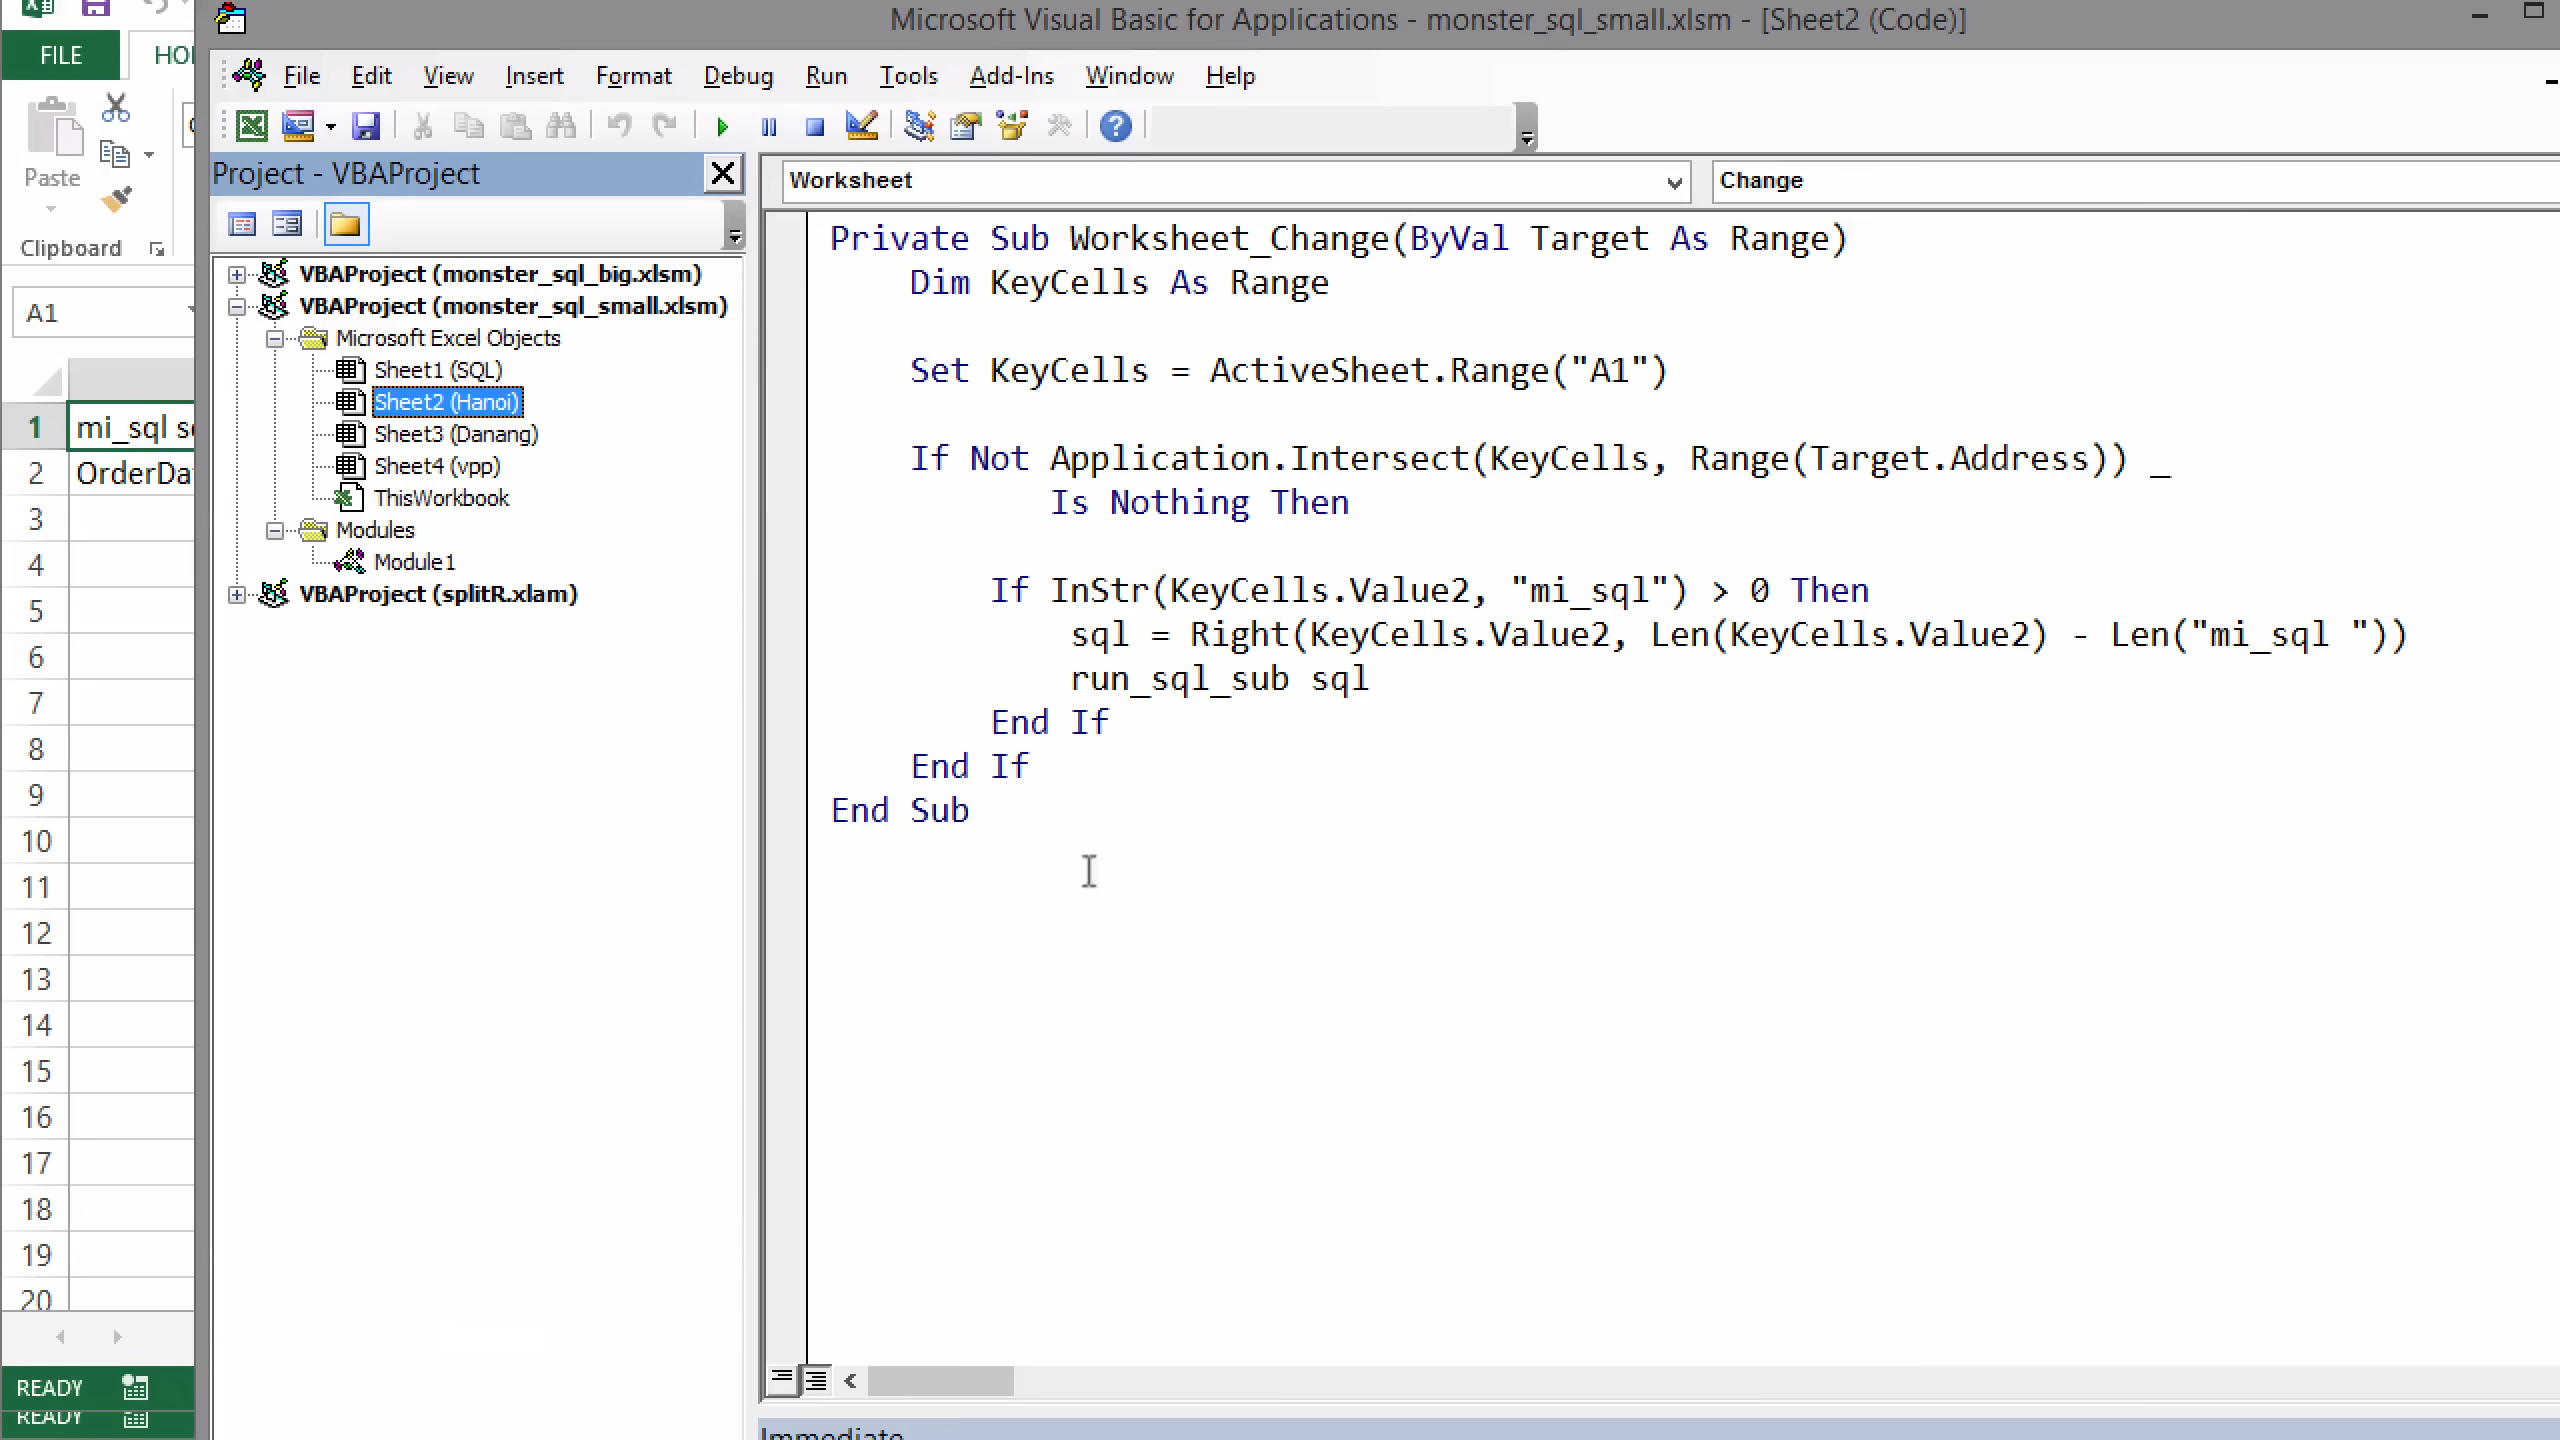 Microsoft Visual Basic for Applications - monster_sql_small.xlsm - [Sheet2 (Code)]
FILE
File Edit View Insert Format Debug Run Tools Add-Ins Window Help
Paste
Clipboard
Project - VBAProject
Worksheet
Change
VBAProject (monster_sql_big.xlsm)
VBAProject (monster_sql_small.xlsm)
Microsoft Excel Objects
Sheet1 (SQL)
Sheet2 (Hanoi)
Sheet3 (Danang)
Sheet4 (vpp)
ThisWorkbook
Modules
Module1
VBAProject (splitR.xlam)
Private Sub Worksheet_Change(ByVal Target As Range)
Dim KeyCells As Range
Set KeyCells = ActiveSheet.Range("A1")
If Not Application.Intersect(KeyCells, Range(Target.Address)) _
Is Nothing Then
If InStr(KeyCells.Value2, "mi_sql") > 0 Then
sql = Right(KeyCells.Value2, Len(KeyCells.Value2) - Len("mi_sql "))
run_sql_sub sql
End If
End If
End Sub
A1
1 mi_sql
2 OrderDa
3
4
5
6
7
8
9
10
11
12
13
14
15
16
17
18
19
20
READY
READY
Immediate